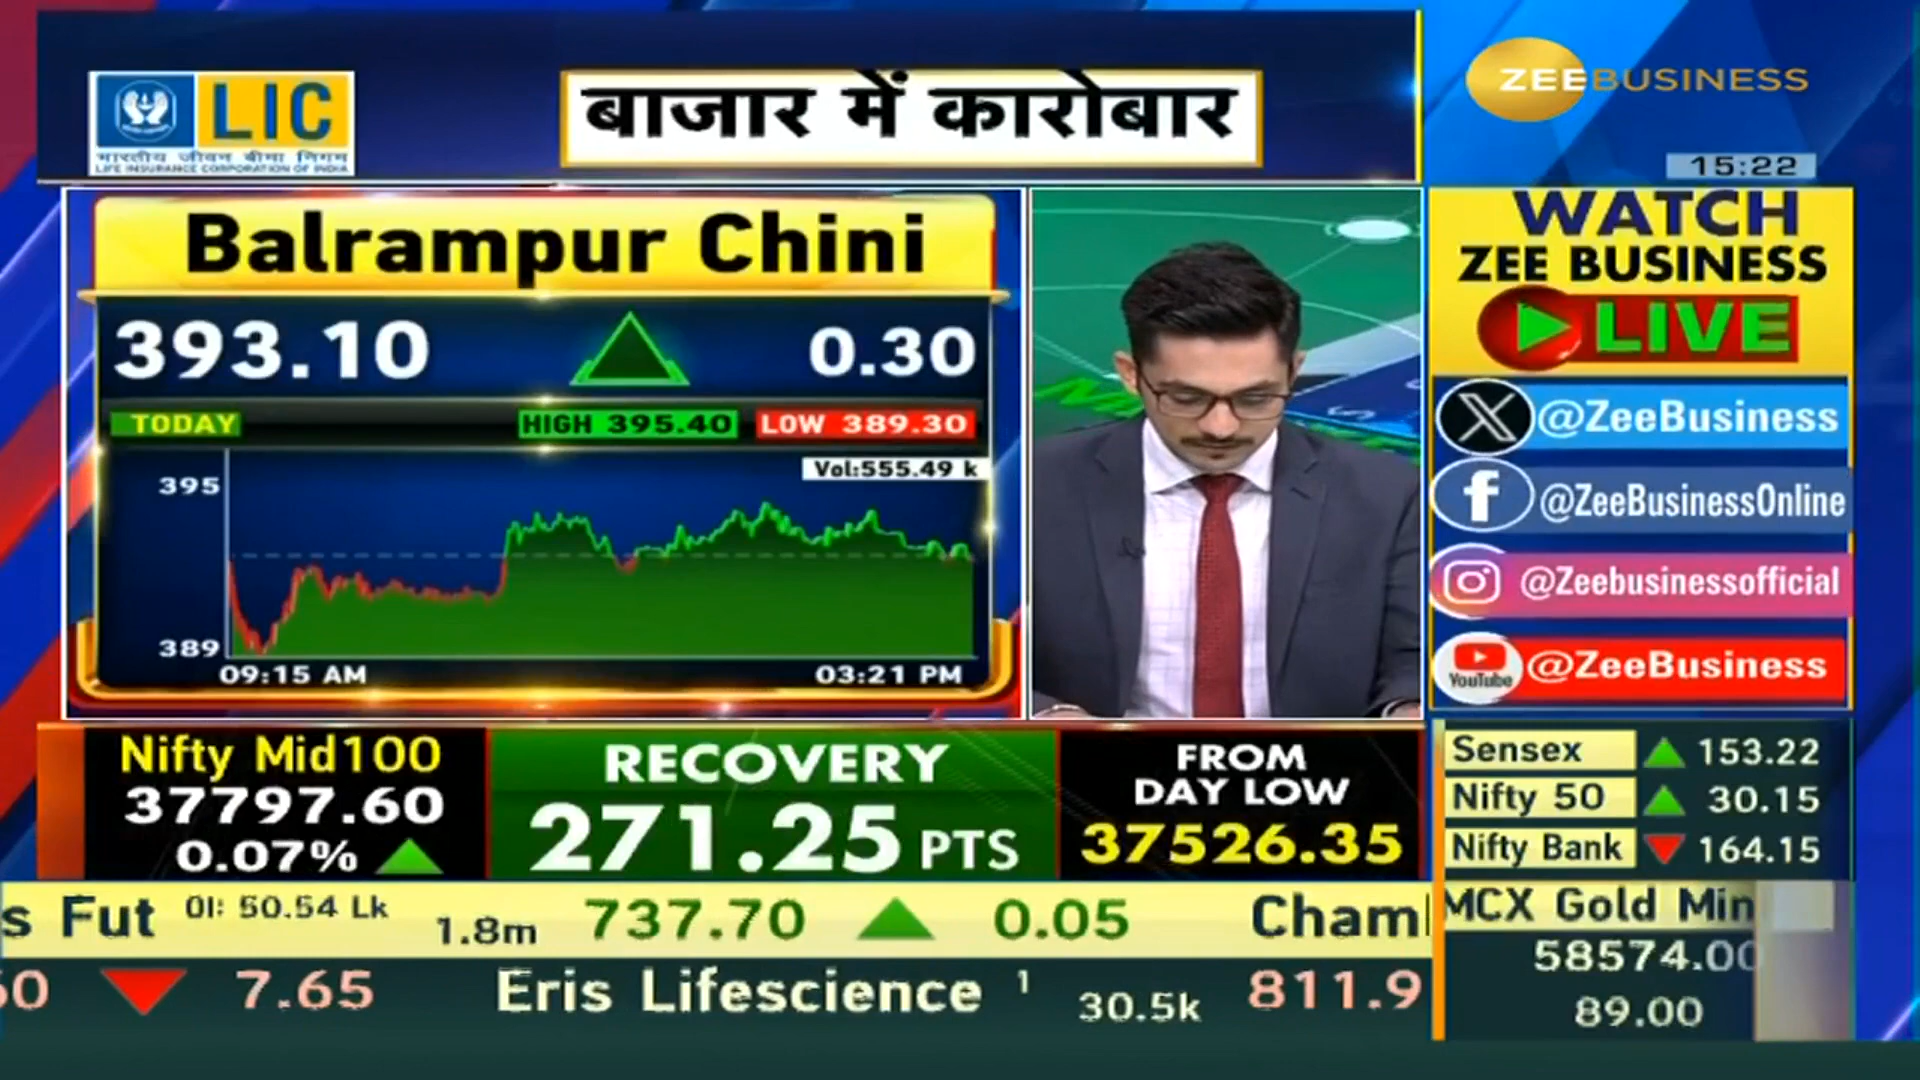 LIC
भारतीय जीवन बीमा निगम
LIFE INSURANCE CORPORATION OF INDIA
बाजार में कारोबार
ZEEBUSINESS
15:22
Balrampur Chini
393.10 0.30
TODAY HIGH 395.40 LOW 389.30
Vol:555.49 k
395
389
09:15 AM 03:21 PM
WATCH
ZEE BUSINESS
LIVE
@ZeeBusiness
@ZeeBusinessOnline
@Zeebusinessofficial
YouTube @ZeeBusiness
Nifty Mid100
37797.60
0.07%
RECOVERY
271.25 PTS
FROM
DAY LOW
37526.35
Sensex 153.22
Nifty 50 30.15
Nifty Bank 164.15
MCX Gold Min
58574.00
89.00
s Fut OI: 50.54 Lk 1.8m 737.70 0.05 Cham
60 7.65 Eris Lifescience 1 30.5k 811.9